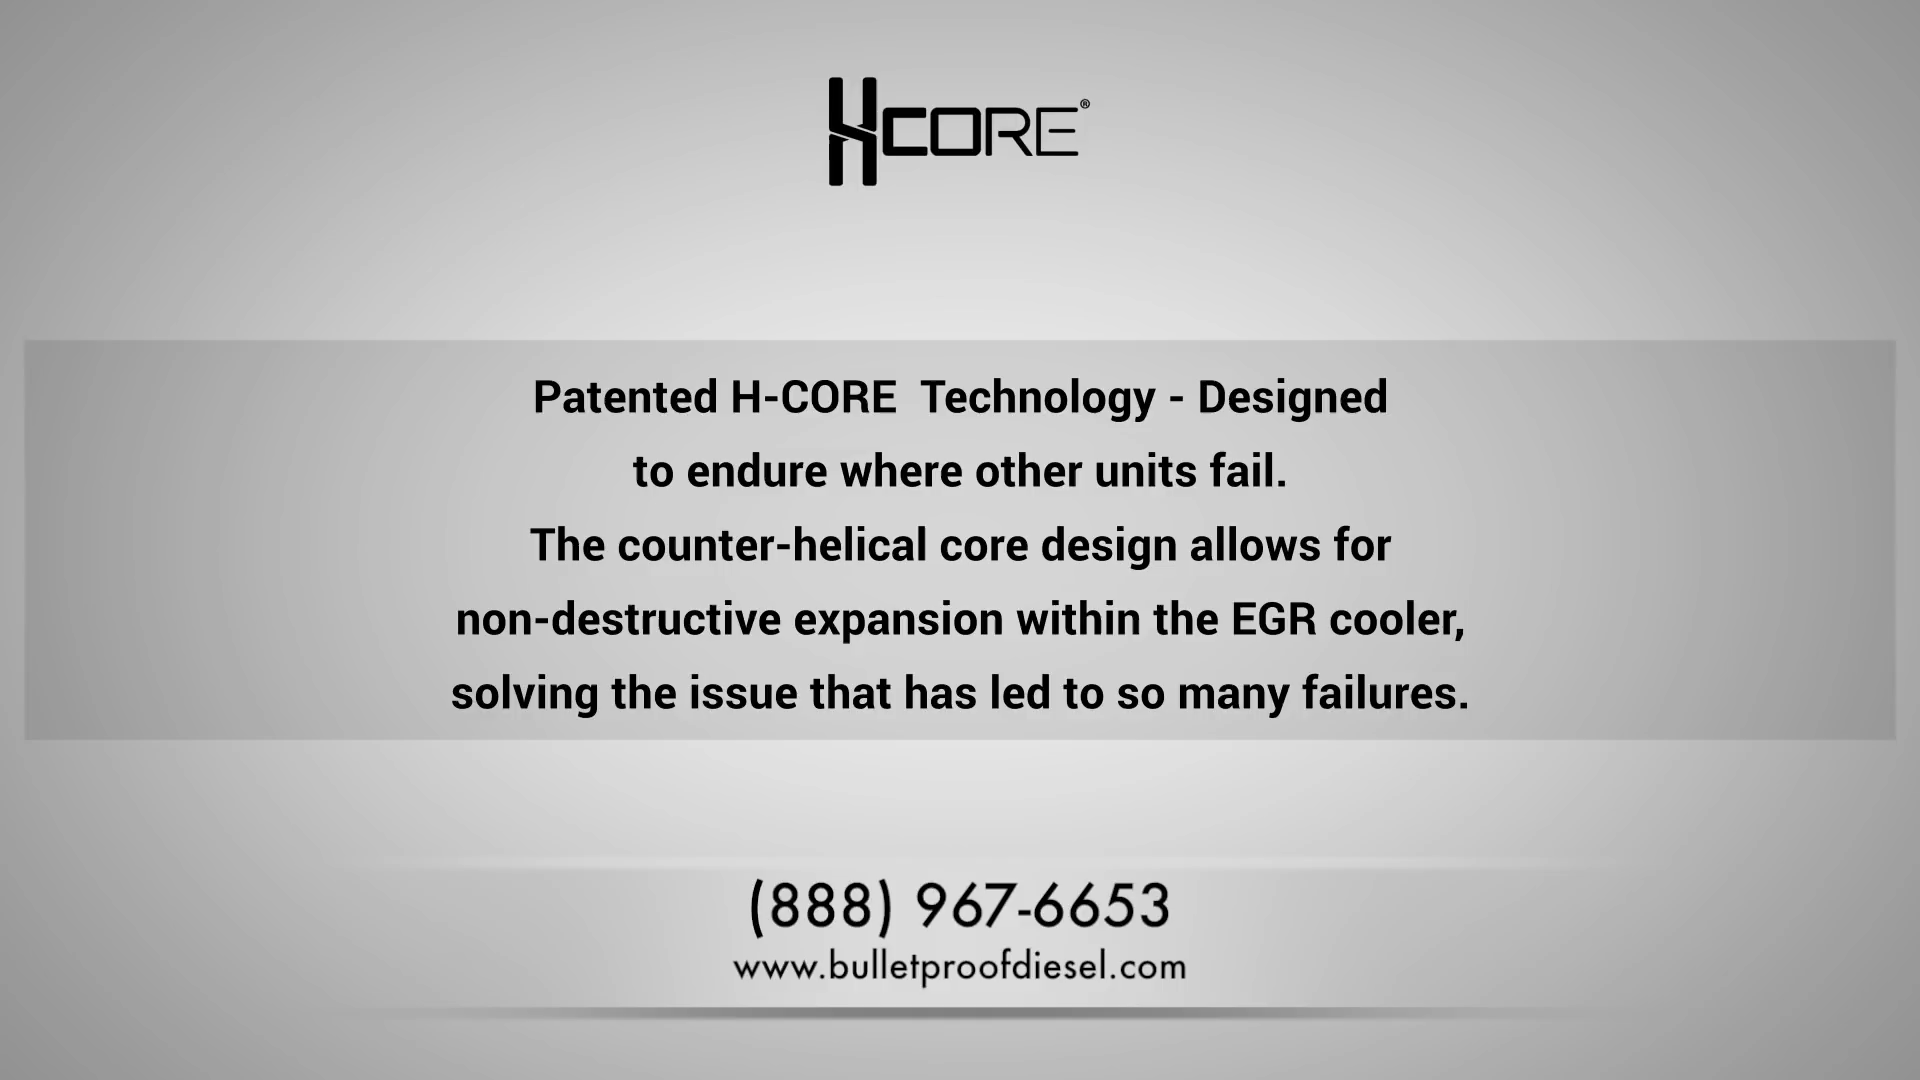 HCORE®
Patented H-CORE  Technology - Designed
to endure where other units fail.
The counter-helical core design allows for
non-destructive expansion within the EGR cooler,
solving the issue that has led to so many failures.
(888) 967-6653
www.bulletproofdiesel.com